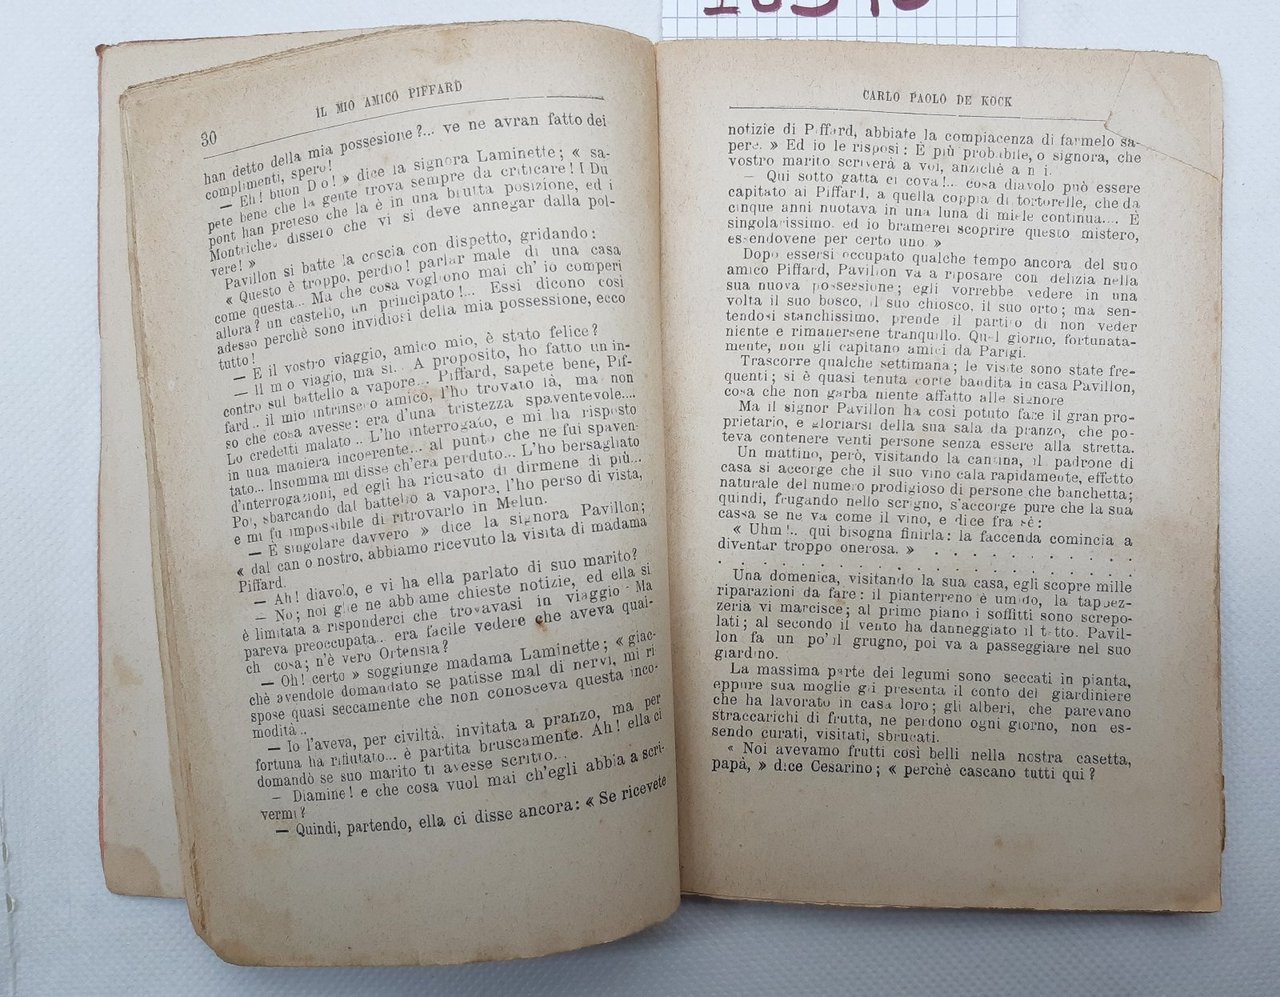 30
IL MIO AMICO PIFFARD
han detto della mia possesione?... ve ne avran fatto dei
complimenti, spero!
— Eh! buon Do! » dice la signora Laminette; « sa-
pete bene che la gente trova sempre da criticare! I Du
pont han preteso che la è in una brutta posizione, ed i
Montriche. dissero che vi si deve annegar dalla pol-
vere! »
Pavillon si batte la coscia con dispetto, gridando:
« Questo è troppo, perdio! parlar male di una casa
come questa... Ma che cosa vogliono mai ch'io comperi
allora? un castello, un principato!... Essi dicono così
adesso perchè sono invidiosi della mia possessione, ecco
tutto!
— E il vostro viaggio, amico mio, è stato felice?
— Il mio viagio, ma sì.. A proposito, ho fatto un in-
contro sul battello a vapore... Piffard, sapete bene, Pif-
fard.. il mio intrinseco amico, l'ho trovato là, ma non
so che cosa avesse: era d'una tristezza spaventevole....
Lo credetti malato.. L'ho interrogato, e mi ha risposto
in una maniera incoerente... al punto che ne fui spaven-
tato... Insomma mi disse ch'era perduto... L'ho bersagliato
d'interrogazioni, ed egli ha ricusato di dirmene di più...
Poi, sbarcando dal battello a vapore, l'ho perso di vista,
e mi fu impossibile di ritrovarlo in Melun.
— È singolare davvero » dice la signora Pavillon;
« dal can o nostro, abbiamo ricevuto la visita di madama
Piffard.
— Ah! diavolo, e vi ha ella parlato di suo marito?
— No; noi glie ne abbiame chieste notizie, ed ella si
è limitata a risponderci che trovavasi in viaggio Ma
pareva preoccupata.. era facile vedere che aveva qual-
ch cosa; n'è vero Ortensia?
— Oh! certo » soggiunge madama Laminette; « giac-
chè avendole domandato se patisse mal di nervi, mi ri
spose quasi seccamente che non conosceva questa inco-
modità..
— Io l'aveva, per civiltà, invitata a pranzo, ma per
fortuna ha rifiutato... è partita bruscamente. Ah! ella ci
domandò se suo marito ti avesse scritto...
— Diamine! e che cosa vuol mai ch'egli abbia a scri-
vermi?
— Quindi, partendo, ella ci disse ancora: « Se ricevete
CARLO PAOLO DE KOCK
notizie di Piffard, abbiate la compiacenza di farmelo sa-
pere. » Ed io le risposi: È più probabile, o signora, che
vostro marito scriverà a voi, anzichè a n i.
— Qui sotto gatta ci cova!... cosa diavolo può essere
capitato ai Piffard, a quella coppia di tortorelle, che da
cinque anni nuotava in una luna di miele continua.... È
singolarissimo. ed io bramerei scoprire questo mistero,
essendovene per certo uno. »
Dopo essersi occupato qualche tempo ancora del suo
amico Piffard, Pavillon va a riposare con delizia nella
sua nuova possessione; egli vorrebbe vedere in una
volta il suo bosco, il suo chiosco, il suo orto; ma sen-
tendosi stanchissimo, prende il partito di non veder
niente e rimanersene tranquillo. Quel giorno, fortunata-
mente, non gli capitano amici da Parigi.
Trascorre qualche settimana; le visite sono state fre-
quenti; si è quasi tenuta corte bandita in casa Pavillon,
cosa che non garba niente affatto alle signore
Ma il signor Pavillon ha così potuto fare il gran pro-
prietario, e gloriarsi della sua sala da pranzo, che po-
teva contenere venti persone senza essere alla stretta.
Un mattino, però, visitando la cantina, il padrone di
casa si accorge che il suo vino cala rapidamente, effetto
naturale del numero prodigioso di persone che banchetta;
quindi, frugando nello scrigno, s'accorge pure che la sua
cassa se ne va come il vino, e dice fra sè:
« Uhm!.. qui bisogna finirla: la faccenda comincia a
diventar troppo onerosa. » . . . . . . . . . . . .
. . . . . . . . . . . . . . . . . . . . . . . .
Una domenica, visitando la sua casa, egli scopre mille
riparazioni da fare: il pianterreno è umido, la tappez-
zeria vi marcisce; al primo piano i soffitti sono screpo-
lati; al secondo il vento ha danneggiato il tetto. Pavil-
lon fa un po' il grugno, poi va a passeggiare nel suo
giardino.
La massima parte dei legumi sono seccati in pianta,
eppure sua moglie gli presenta il conto del giardiniere
che ha lavorato in casa loro; gli alberi, che parevano
straccarichi di frutta, ne perdono ogni giorno, non es-
sendo curati, visitati, sbrucati.
« Noi avevamo frutti così belli nella nostra casetta,
papà, » dice Cesarino; « perchè cascano tutti qui?